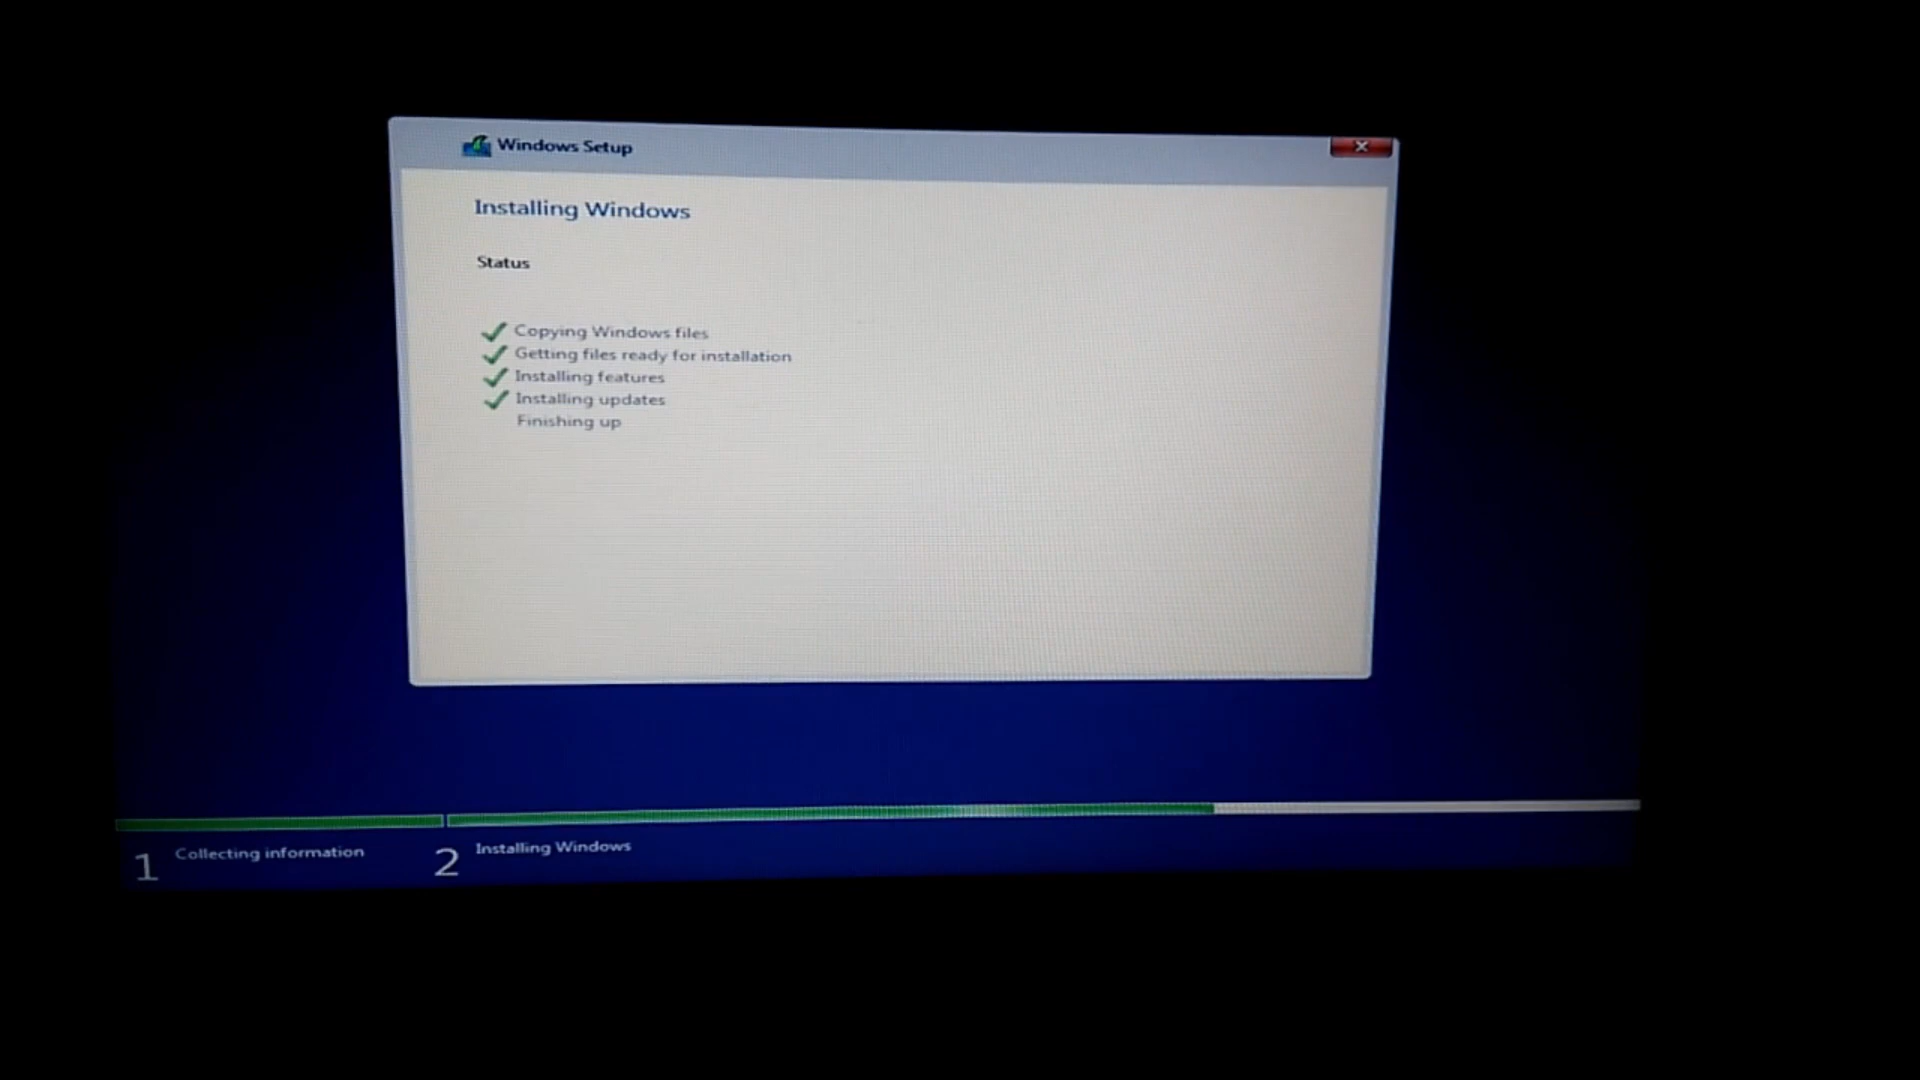 Windows Setup
Installing Windows
Status
Copying Windows files
Getting files ready for installation
Installing features
Installing updates
Finishing up
1 Collecting information
2 Installing Windows